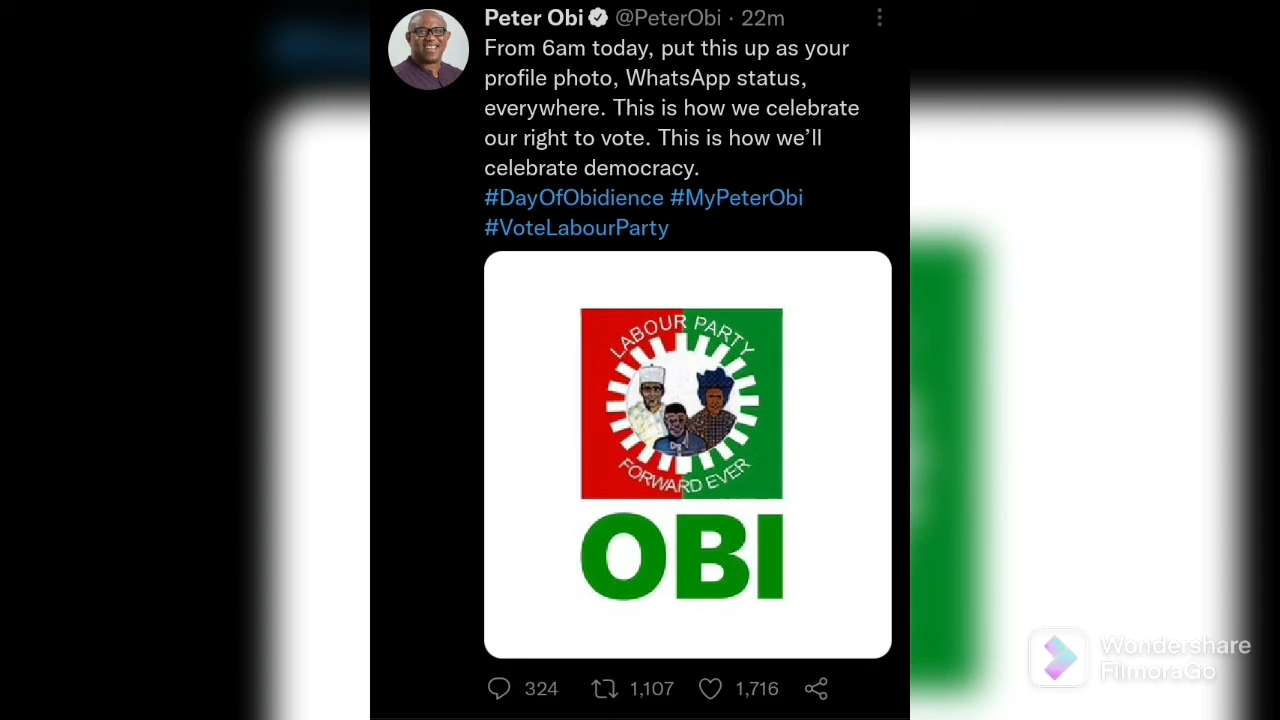 Peter Obi @PeterObi · 22m
From 6am today, put this up as your
profile photo, WhatsApp status,
everywhere. This is how we celebrate
our right to vote. This is how we'll
celebrate democracy.
#DayOfObidience #MyPeterObi
#VoteLabourParty
LABOUR PARTY
FORWARD EVER
OBI
324 1,107 1,716
Wondershare
FilmoraGo